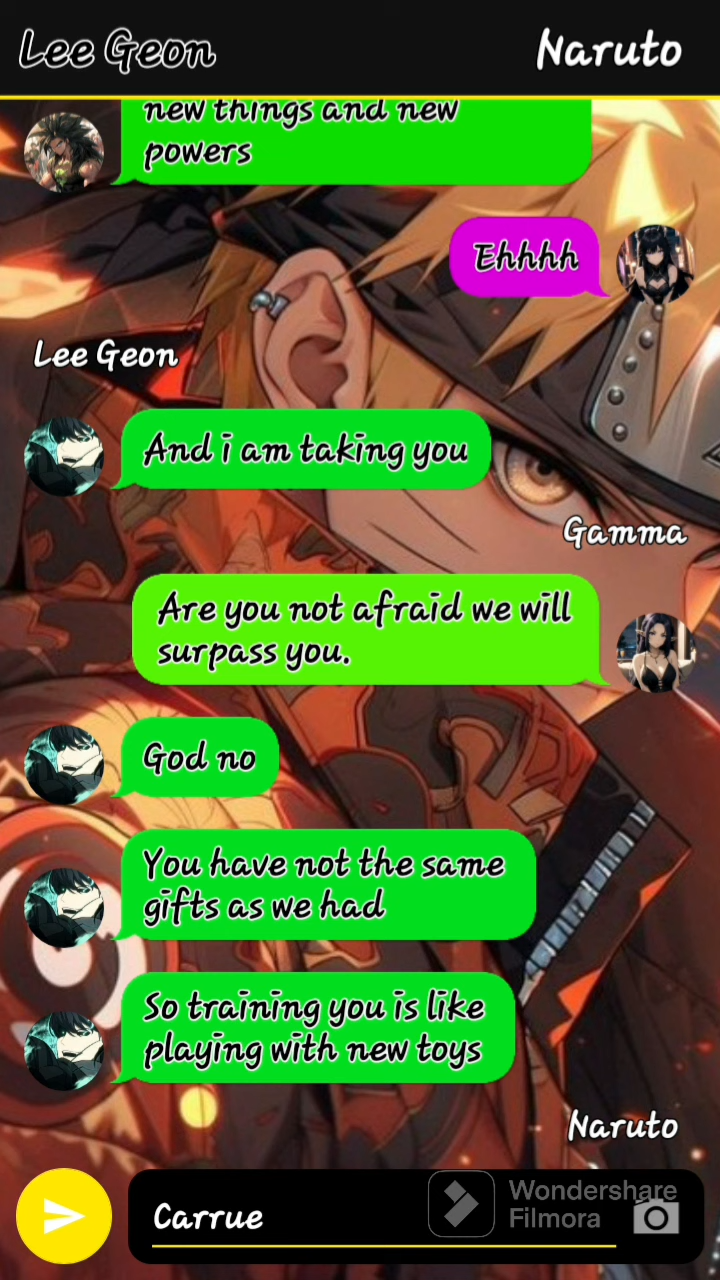 Lee Geon
Naruto
new things and new
powers
Ehhhh
Lee Geon
And i am taking you
Gamma
Are you not afraid we will
surpass you.
God no
You have not the same
gifts as we had
So training you is like
playing with new toys
Naruto
Carrue
Wondershare
Filmora